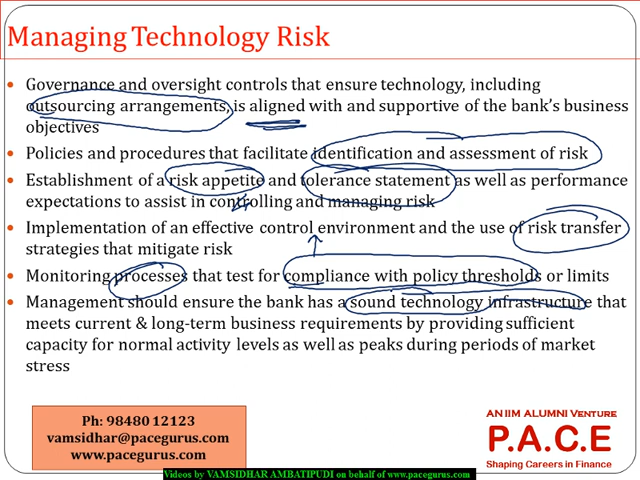 Managing Technology Risk
• Governance and oversight controls that ensure technology, including
outsourcing arrangements, is aligned with and supportive of the bank's business
objectives
• Policies and procedures that facilitate identification and assessment of risk
• Establishment of a risk appetite and tolerance statement as well as performance
expectations to assist in controlling and managing risk
• Implementation of an effective control environment and the use of risk transfer
strategies that mitigate risk
• Monitoring processes that test for compliance with policy thresholds or limits
• Management should ensure the bank has a sound technology infrastructure that
meets current & long-term business requirements by providing sufficient
capacity for normal activity levels as well as peaks during periods of market
stress
Ph: 98480 12123
vamsidhar@pacegurus.com
www.pacegurus.com
AN IIM ALUMNI VENTURE
P.A.C.E
Shaping Careers in Finance
Videos by VAMSIDHAR AMBATIPUDI on behalf of www.pacegurus.com